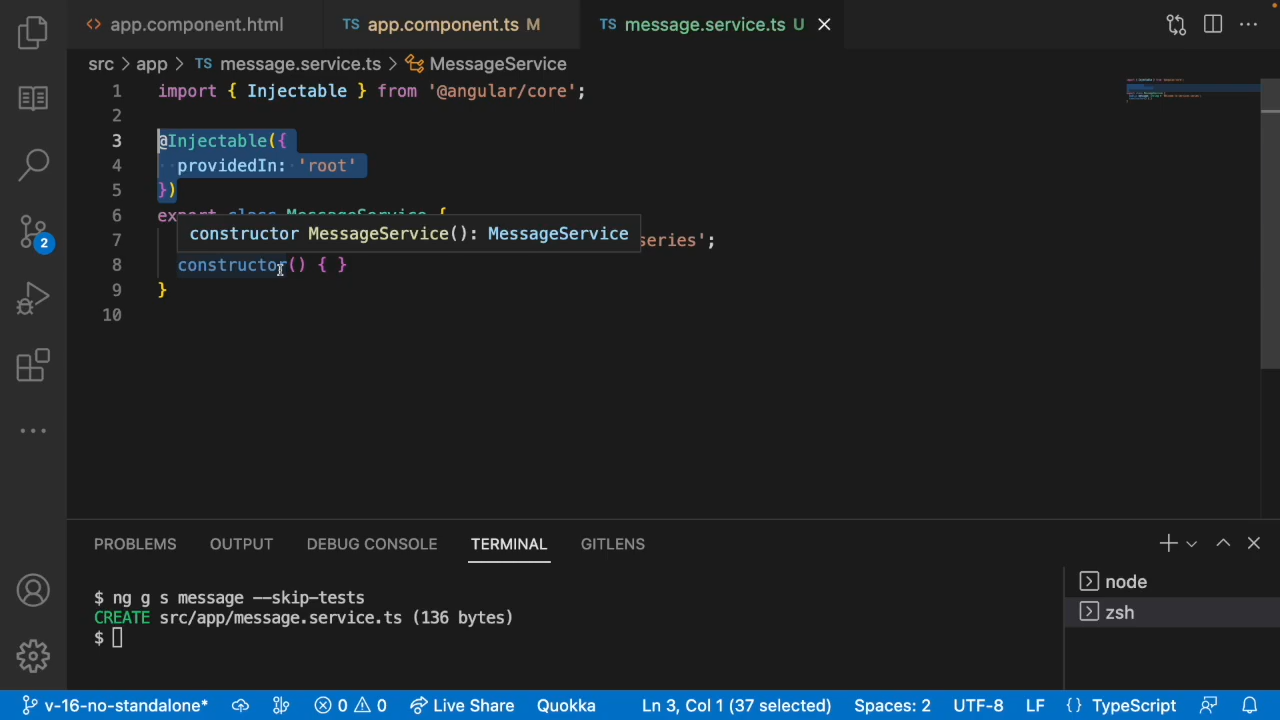 app.component.html
TS app.component.ts M
TS message.service.ts U
src > app > TS message.service.ts > MessageService
1 import { Injectable } from '@angular/core';
2
3 @Injectable({
4 providedIn: 'root'
5 })
6 export class MessageService {
constructor MessageService(): MessageService
7 series';
8 constructor() { }
9 }
10
2
PROBLEMS OUTPUT DEBUG CONSOLE TERMINAL GITLENS
$ ng g s message --skip-tests
CREATE src/app/message.service.ts (136 bytes)
$
node
zsh
v-16-no-standalone* 0 0 Live Share Quokka Ln 3, Col 1 (37 selected) Spaces: 2 UTF-8 LF {} TypeScript